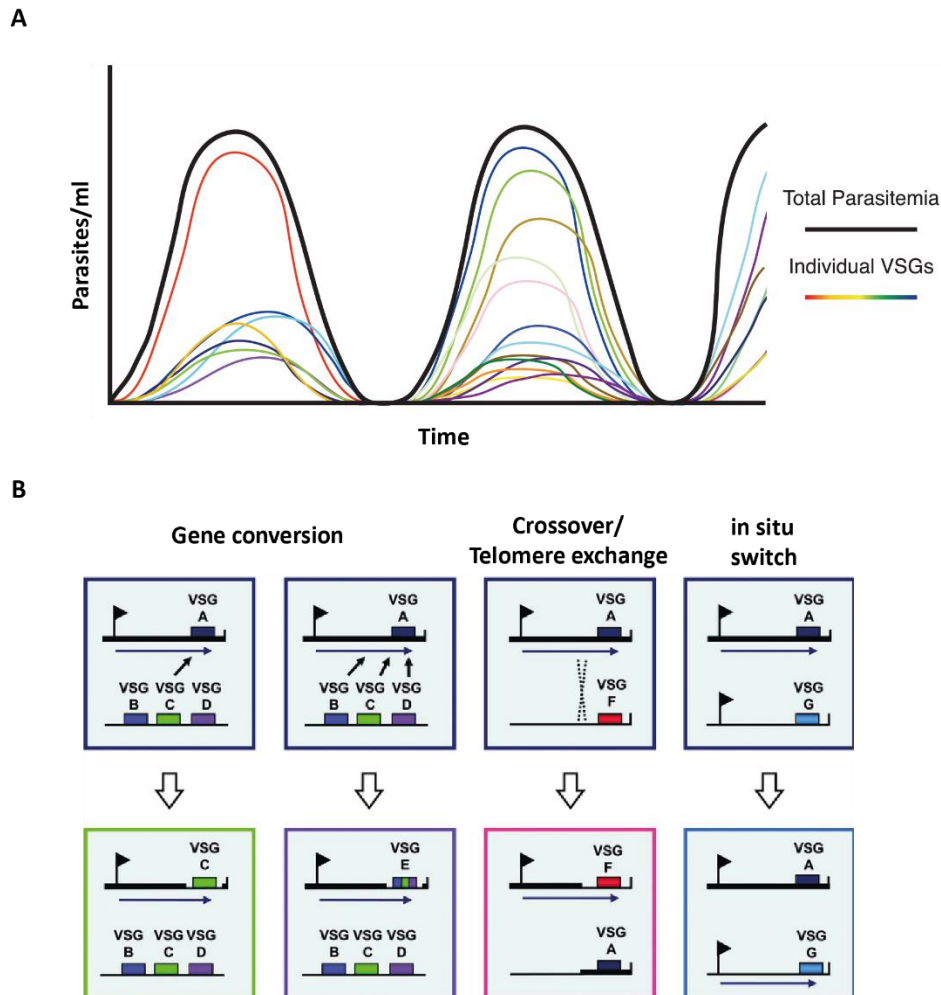 A
Parasites/ml
Total Parasitemia
Individual VSGs
Time
B
Gene conversion
Crossover/
Telomere exchange
in situ
switch
VSG
A
VSG VSG VSG
B C D
VSG
A
VSG VSG VSG
B C D
VSG
A
VSG
F
VSG
A
VSG
G
VSG
C
VSG VSG VSG
B C D
VSG
E
VSG VSG VSG
B C D
VSG
F
VSG
A
VSG
A
VSG
G